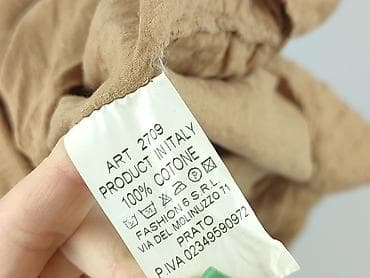 ART 2709
PRODUCT IN ITALY
100% COTONE
FASHION 6 S.R.L
VIA DEL MOLINUZZO 71
PRATO
P.IVA 02349590972